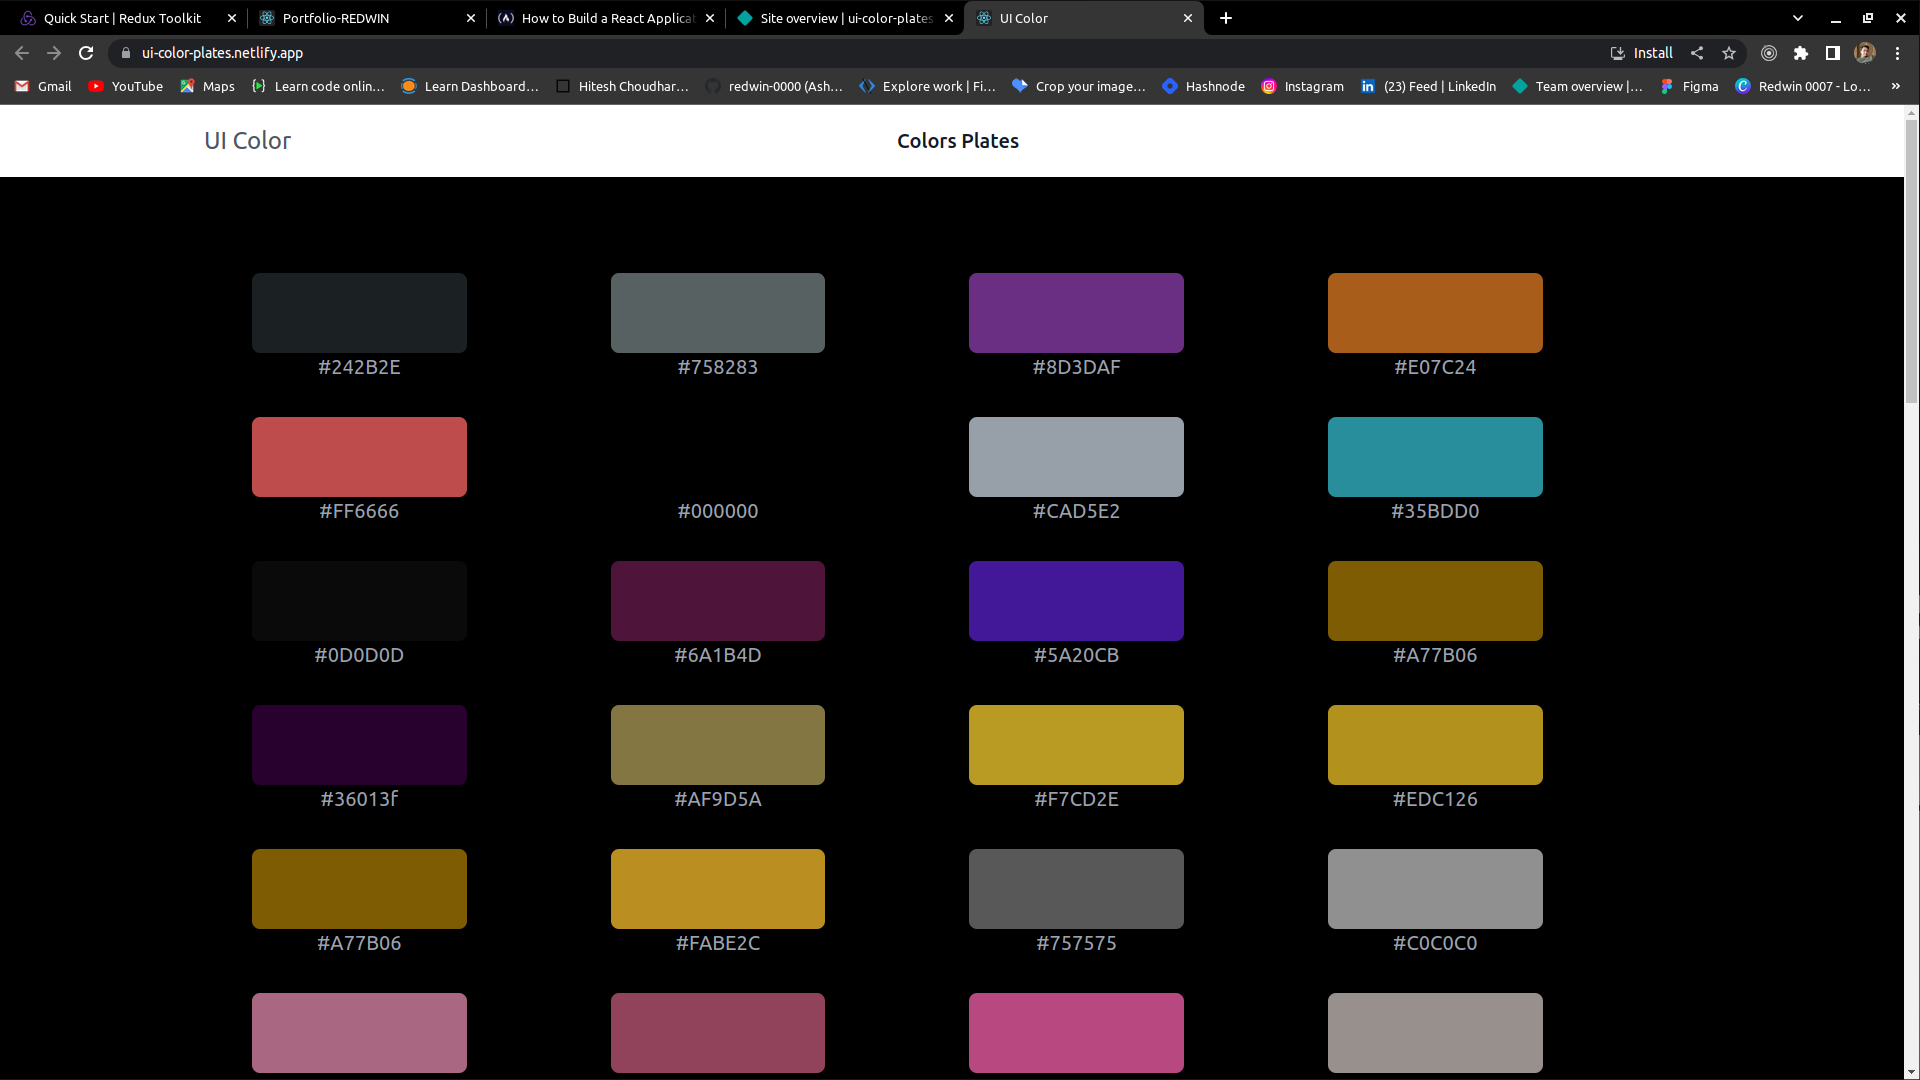 Quick Start | Redux Toolkit
Portfolio-REDWIN
How to Build a React Applicat
Site overview | ui-color-plates
UI Color
ui-color-plates.netlify.app
Install
Gmail
YouTube
Maps
Learn code onlin...
Learn Dashboard...
Hitesh Choudhar...
redwin-0000 (Ash...
Explore work | Fi...
Crop your image...
Hashnode
Instagram
(23) Feed | LinkedIn
Team overview |...
Figma
Redwin 0007 - Lo...
»
UI Color
Colors Plates
#242B2E #758283 #8D3DAF #E07C24
#FF6666 #000000 #CAD5E2 #35BDD0
#0D0D0D #6A1B4D #5A20CB #A77B06
#36013f #AF9D5A #F7CD2E #EDC126
#A77B06 #FABE2C #757575 #C0C0C0